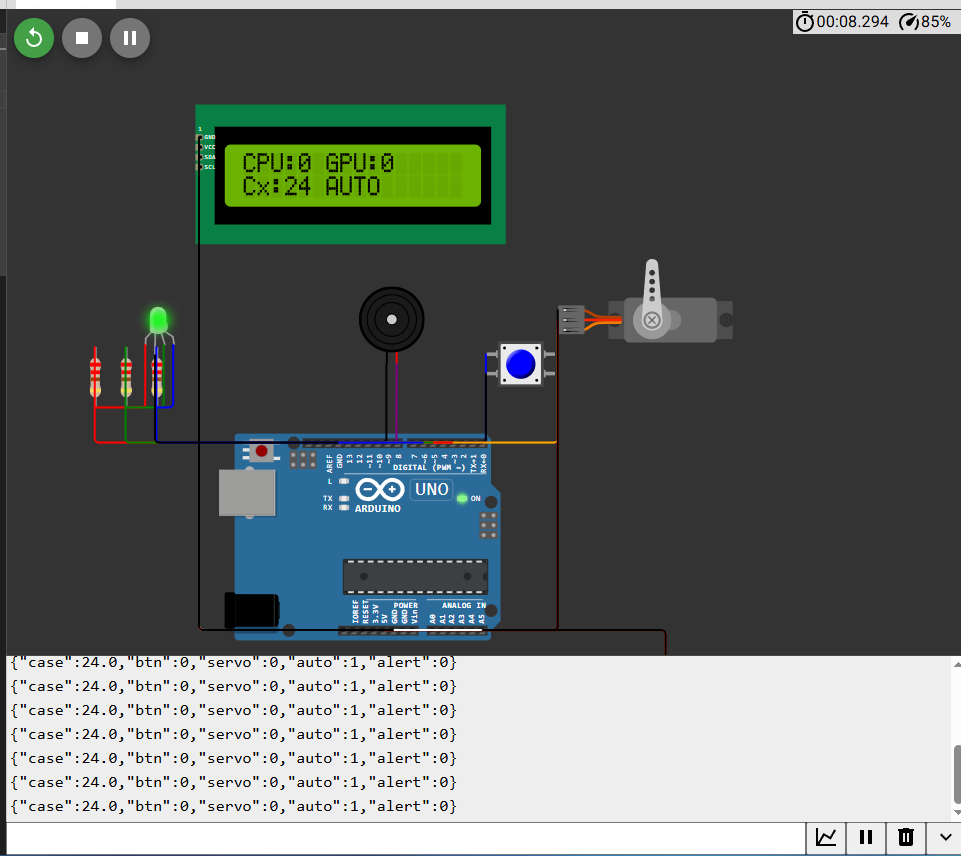 00:08.294 85%
1
GND
VCC
SDA
SCL
CPU:0 GPU:0
Cx:24 AUTO
AREF
GND
13
12
~11
~10
~9
8
7
~6
~5
4
~3
2
TX→1
RX←0
DIGITAL (PWM ~)
L
TX
RX
UNO
ON
ARDUINO
IOREF
RESET
3.3V
5V
GND
GND
Vin
POWER
ANALOG IN
A0
A1
A2
A3
A4
A5
{"case":24.0,"btn":0,"servo":0,"auto":1,"alert":0}
{"case":24.0,"btn":0,"servo":0,"auto":1,"alert":0}
{"case":24.0,"btn":0,"servo":0,"auto":1,"alert":0}
{"case":24.0,"btn":0,"servo":0,"auto":1,"alert":0}
{"case":24.0,"btn":0,"servo":0,"auto":1,"alert":0}
{"case":24.0,"btn":0,"servo":0,"auto":1,"alert":0}
{"case":24.0,"btn":0,"servo":0,"auto":1,"alert":0}